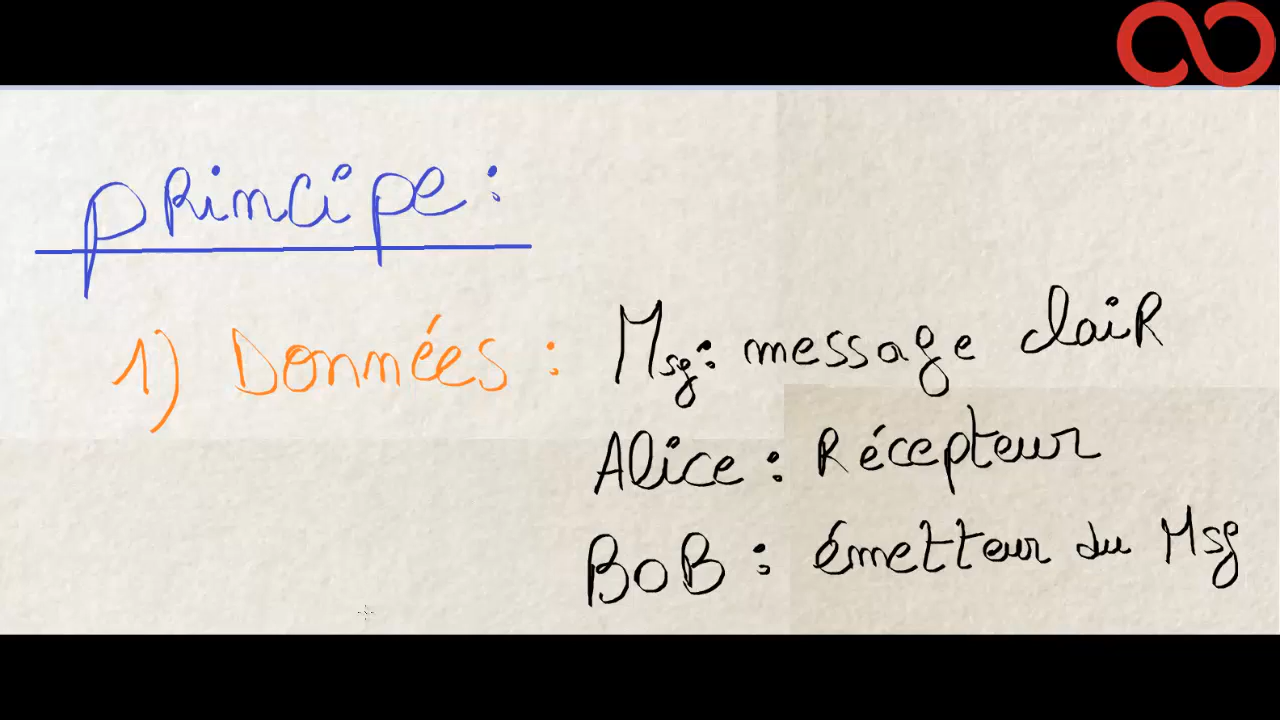 principe :
1) Données : Msg : message clair
Alice : Récepteur
BoB : émetteur du Msg